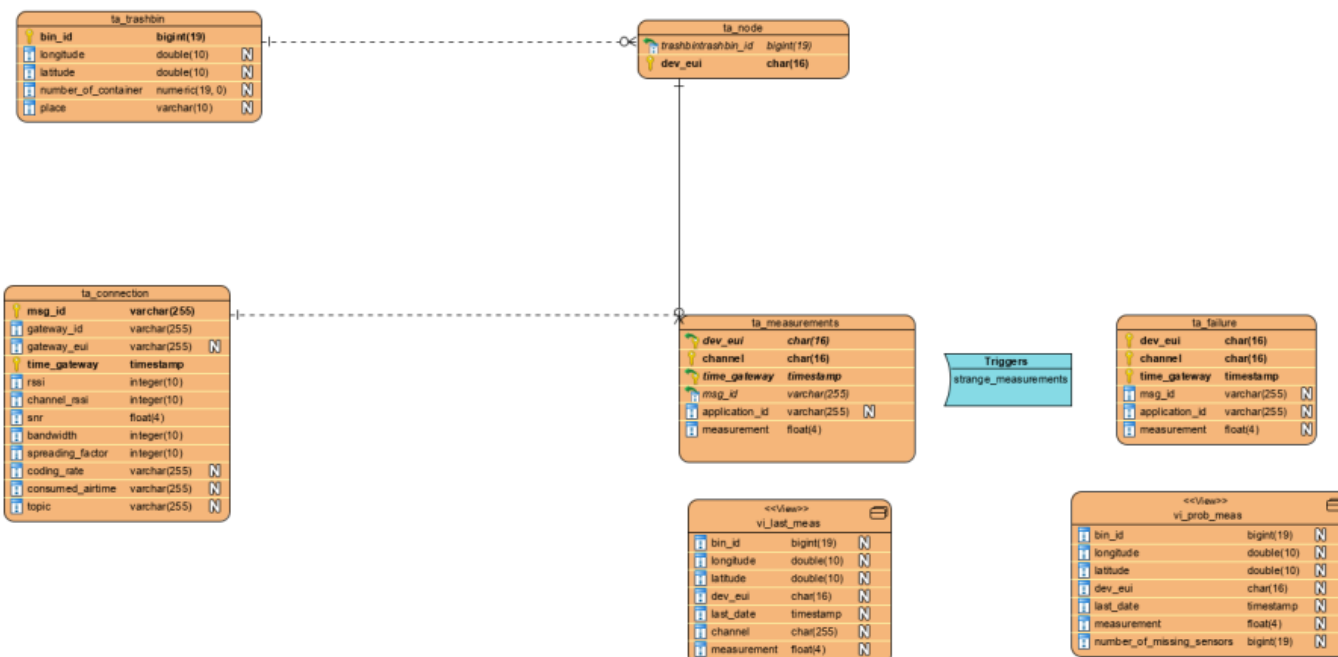 ta_trashbin
bin_id bigint(19)
longitude double(10) N
latitude double(10) N
number_of_container numeric(19, 0) N
place varchar(10) N
ta_node
trashbintrashbin_id bigint(19)
dev_eui char(16)
ta_connection
msg_id varchar(255)
gateway_id varchar(255)
gateway_eui varchar(255) N
time_gateway timestamp
rssi integer(10)
channel_rssi integer(10)
snr float(4)
bandwidth integer(10)
spreading_factor integer(10)
coding_rate varchar(255) N
consumed_airtime varchar(255) N
topic varchar(255) N
ta_measurements
dev_eui char(16)
channel char(16)
time_gateway timestamp
msg_id varchar(255)
application_id varchar(255) N
measurement float(4)
Triggers
strange_measurements
ta_failure
dev_eui char(16)
channel char(16)
time_gateway timestamp
msg_id varchar(255) N
application_id varchar(255) N
measurement float(4) N
<<View>>
vi_last_meas
bin_id bigint(19) N
longitude double(10) N
latitude double(10) N
dev_eui char(16) N
last_date timestamp N
channel char(255) N
measurement float(4) N
<<View>>
vi_prob_meas
bin_id bigint(19) N
longitude double(10) N
latitude double(10) N
dev_eui char(16) N
last_date timestamp N
measurement float(4) N
number_of_missing_sensors bigint(19) N